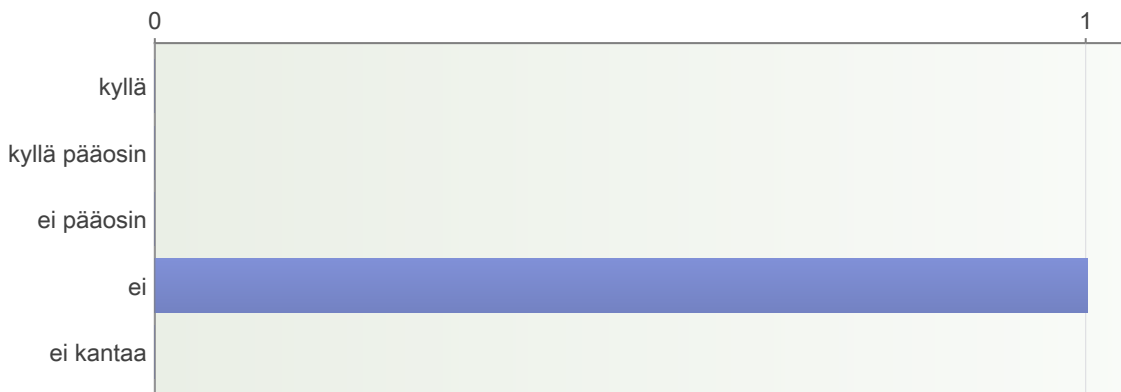 0 1
kyllä
kyllä pääosin
ei pääosin
ei
ei kantaa